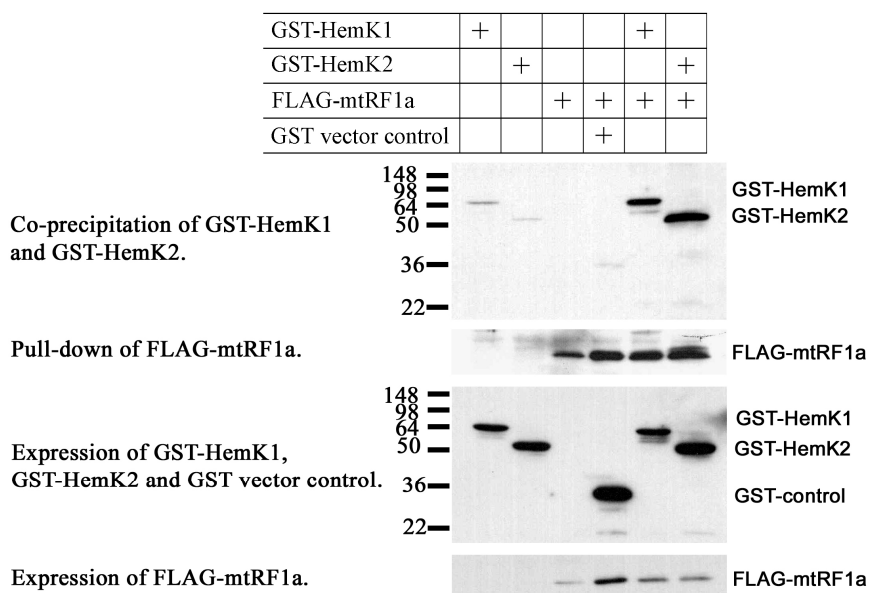 GST-HemK1 + +
GST-HemK2 + +
FLAG-mtRF1a + + + +
GST vector control +
148
98
64
50
36
22
GST-HemK1
GST-HemK2
Co-precipitation of GST-HemK1
and GST-HemK2.
Pull-down of FLAG-mtRF1a.
FLAG-mtRF1a
148
98
64
50
36
22
GST-HemK1
GST-HemK2
GST-control
Expression of GST-HemK1,
GST-HemK2 and GST vector control.
Expression of FLAG-mtRF1a.
FLAG-mtRF1a